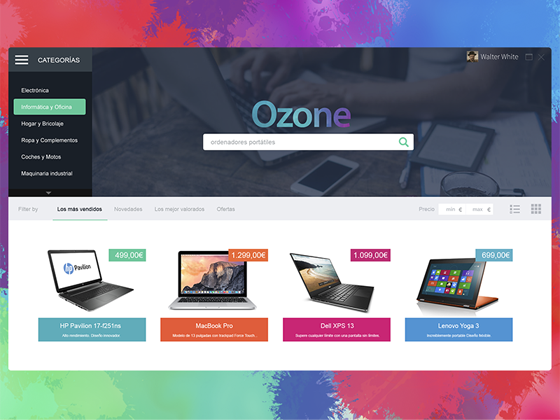 CATEGORÍAS
Walter White
Electrónica
Informática y Oficina
Hogar y Bricolaje
Ropa y Complementos
Coches y Motos
Maquinaria industrial
Ozone
ordenadores portátiles
Filter by
Los más vendidos
Novedades
Los mejor valorados
Ofertas
Precio
min €
max €
499,00€
1.299,00€
1.099,00€
699,00€
hp Pavilion
HP Pavilion 17-f251ns
Alto rendimiento. Diseño innovador
MacBook Pro
Modelo de 13 pulgadas con trackpad Force Touch...
Dell XPS 13
Supere cualquier límite con una pantalla sin límites.
Lenovo Yoga 3
Increíblemente portátil. Diseño flexible